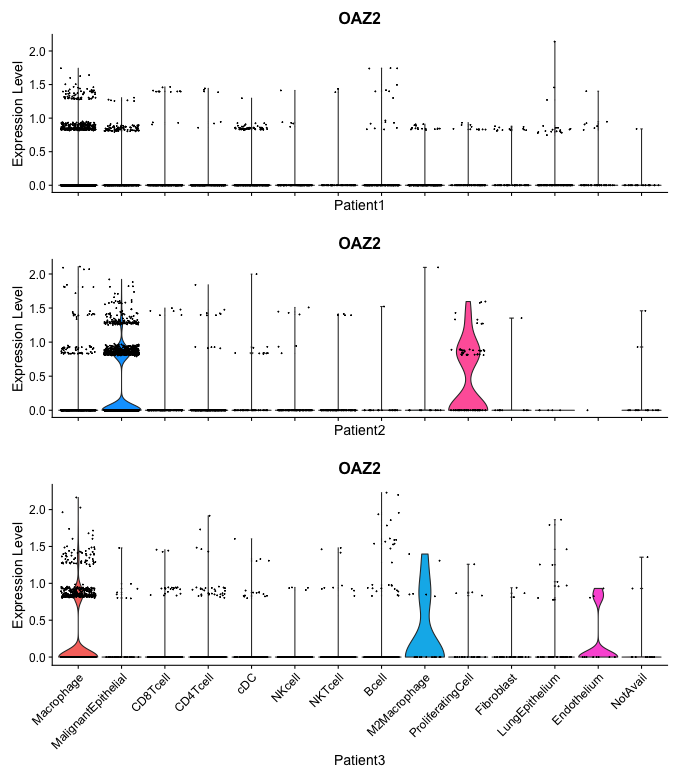 OAZ2
Expression Level
2.0
1.5
1.0
0.5
0.0
Patient1
OAZ2
Expression Level
2.0
1.5
1.0
0.5
0.0
Patient2
OAZ2
Expression Level
2.0
1.5
1.0
0.5
0.0
Macrophage
MalignantEpithelial
CD8Tcell
CD4Tcell
cDC
NKcell
NKTcell
Bcell
M2Macrophage
ProliferatingCell
Fibroblast
LungEpithelium
Endothelium
NotAvail
Patient3